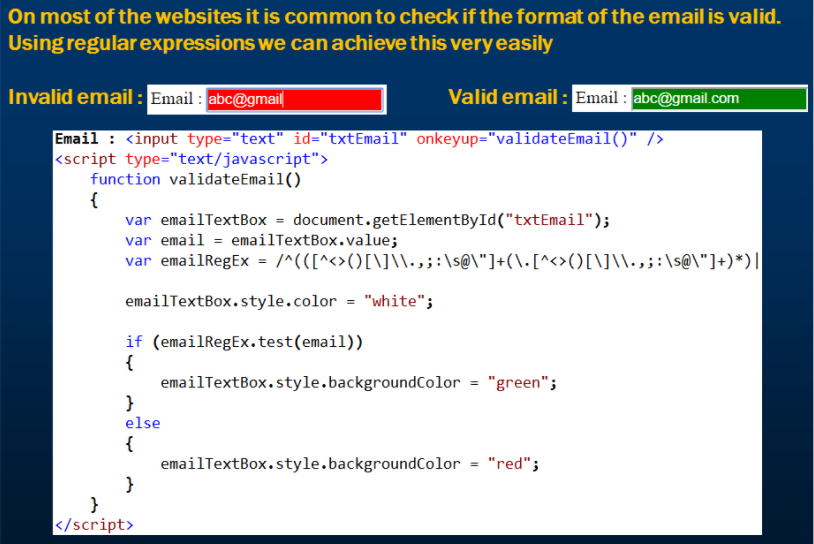 On most of the websites it is common to check if the format of the email is valid.
Using regular expressions we can achieve this very easily
Invalid email : Email : abc@gmail Valid email : Email : abc@gmail.com
Email : <input type="text" id="txtEmail" onkeyup="validateEmail()" />
<script type="text/javascript">
function validateEmail()
{
var emailTextBox = document.getElementById("txtEmail");
var email = emailTextBox.value;
var emailRegEx = /^(([^<>()[\]\\.,;:\s@\"]+(\.[^<>()[\]\\.,;:\s@\"]+)*)|
emailTextBox.style.color = "white";
if (emailRegEx.test(email))
{
emailTextBox.style.backgroundColor = "green";
}
else
{
emailTextBox.style.backgroundColor = "red";
}
}
</script>